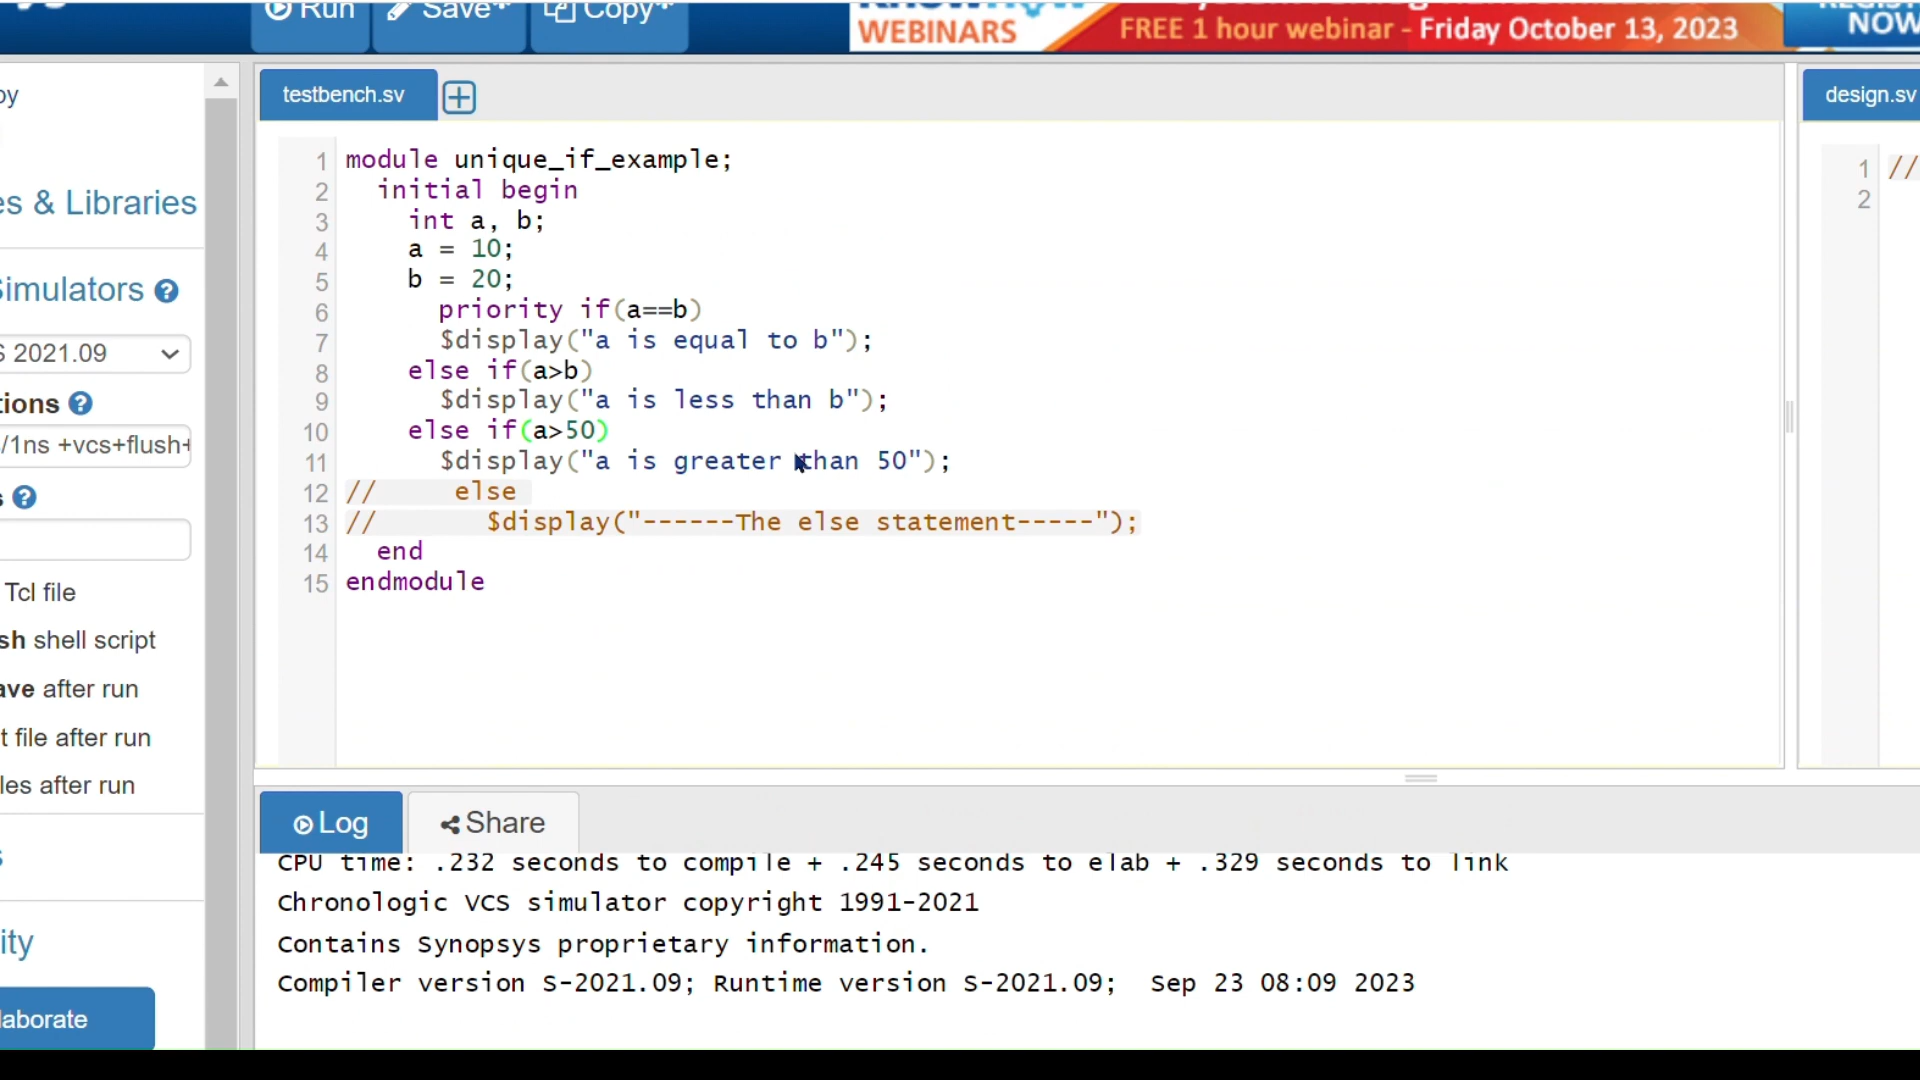 Run Save* Copy*
WEBINARS
FREE 1 hour webinar - Friday October 13, 2023
NOW
testbench.sv
design.sv
es & Libraries
Simulators
2021.09
/1ns +vcs+flush+
Tcl file
shell script
after run
file after run
after run
laborate
1 module unique_if_example;
2 initial begin
3 int a, b;
4 a = 10;
5 b = 20;
6 priority if(a==b)
7 $display("a is equal to b");
8 else if(a>b)
9 $display("a is less than b");
10 else if(a>50)
11 $display("a is greater than 50");
12 // else
13 // $display("------The else statement-----");
14 end
15 endmodule
1 //
2
Log Share
CPU time: .232 seconds to compile + .245 seconds to elab + .329 seconds to link
Chronologic VCS simulator copyright 1991-2021
Contains Synopsys proprietary information.
Compiler version S-2021.09; Runtime version S-2021.09; Sep 23 08:09 2023